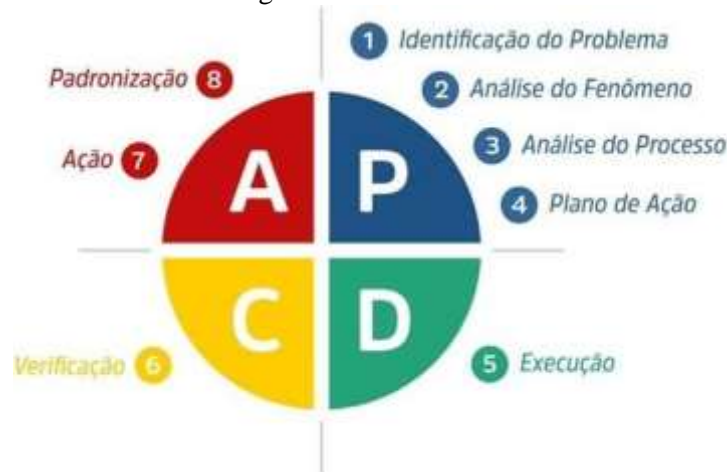 1 Identificação do Problema
2 Análise do Fenômeno
3 Análise do Processo
4 Plano de Ação
Padronização 8
Ação 7
A P
C D
Verificação 6
5 Execução